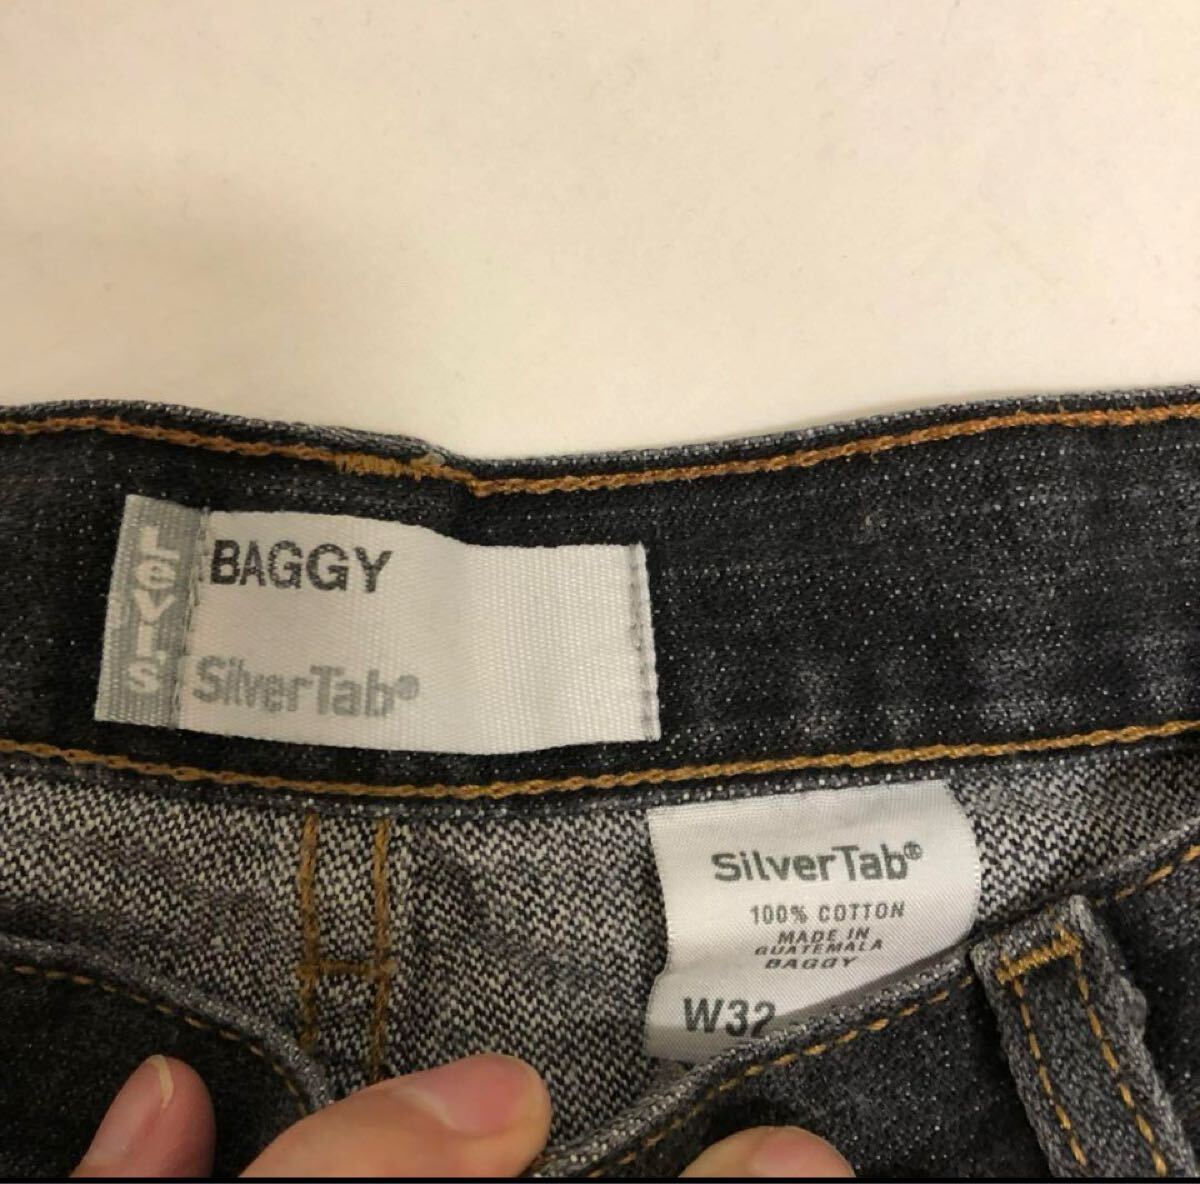 Levi's
BAGGY
SilverTab®
SilverTab®
100% COTTON
MADE IN
GUATEMALA
BAGGY
W32